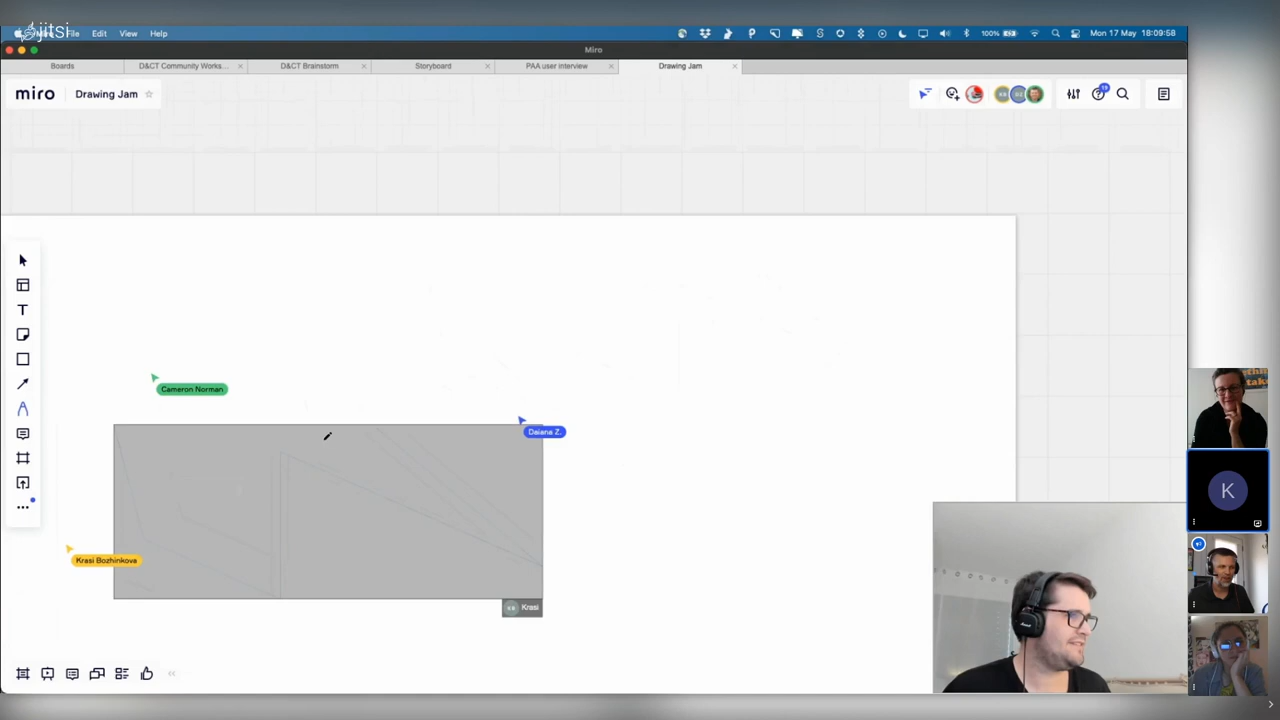 jitsi
File Edit View Help
100% Mon 17 May 18:09:58
Miro
Boards D&CT Community Works... D&CT Brainstorm Storyboard PAA user interview Drawing Jam
miro Drawing Jam
Cameron Norman
Daiana Z.
Krasi Bozhinkova
Krasi
K